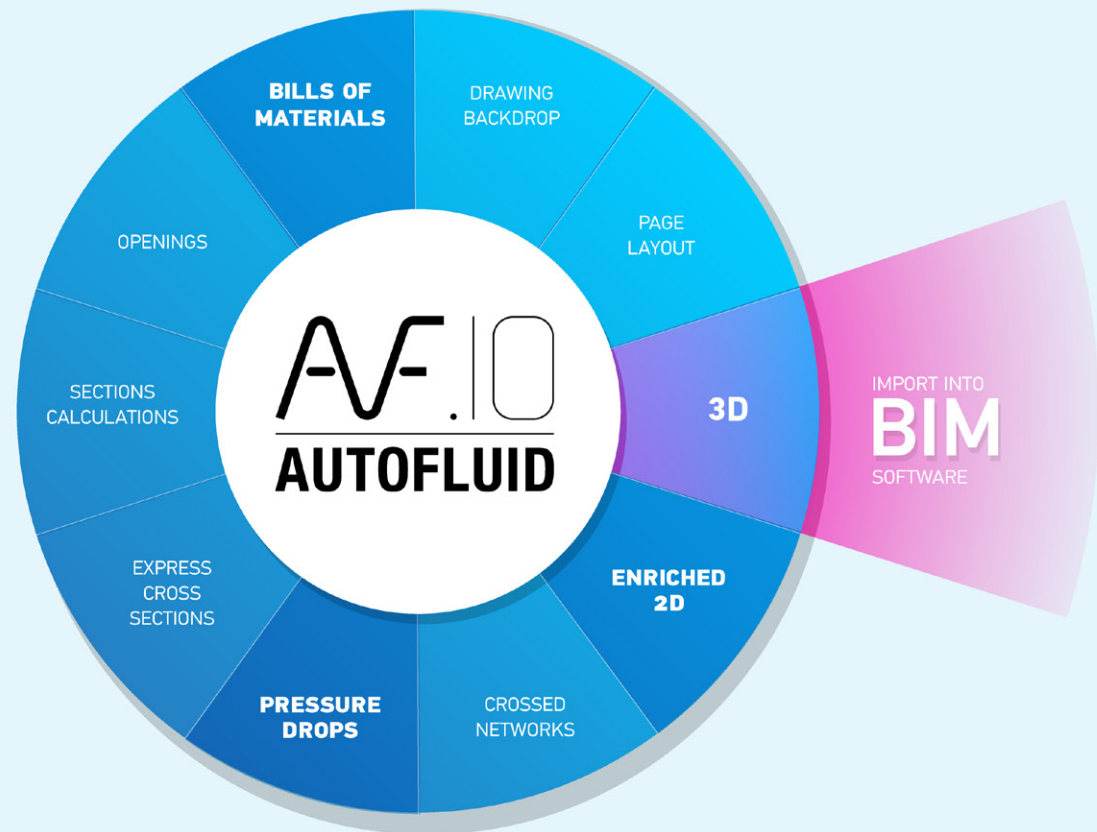 BILLS OF
MATERIALS
DRAWING
BACKDROP
PAGE
LAYOUT
3D
IMPORT INTO
BIM
SOFTWARE
ENRICHED
2D
CROSSED
NETWORKS
PRESSURE
DROPS
EXPRESS
CROSS
SECTIONS
SECTIONS
CALCULATIONS
OPENINGS
AF.10
AUTOFLUID